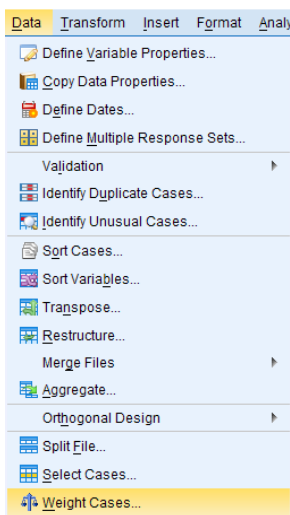 Data Transform Insert Format Analy
Define Variable Properties...
Copy Data Properties...
Define Dates...
Define Multiple Response Sets...
Validation
Identify Duplicate Cases...
Identify Unusual Cases...
Sort Cases...
Sort Variables...
Transpose...
Restructure...
Merge Files
Aggregate...
Orthogonal Design
Split File...
Select Cases...
Weight Cases...